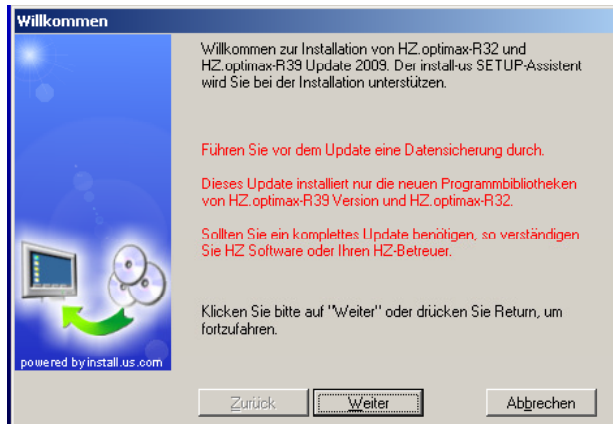 Willkommen
Willkommen zur Installation von HZ.optimax-R32 und
HZ.optimax-R39 Update 2009. Der install-us SETUP-Assistent
wird Sie bei der Installation unterstützen.
Führen Sie vor dem Update eine Datensicherung durch.
Dieses Update installiert nur die neuen Programmbibliotheken
von HZ.optimax-R39 Version und HZ.optimax-R32.
Sollten Sie ein komplettes Update benötigen, so verständigen
Sie HZ Software oder Ihren HZ-Betreuer.
Klicken Sie bitte auf "Weiter" oder drücken Sie Return, um
fortzufahren.
powered by install.us.com
Zurück
Weiter
Abbrechen